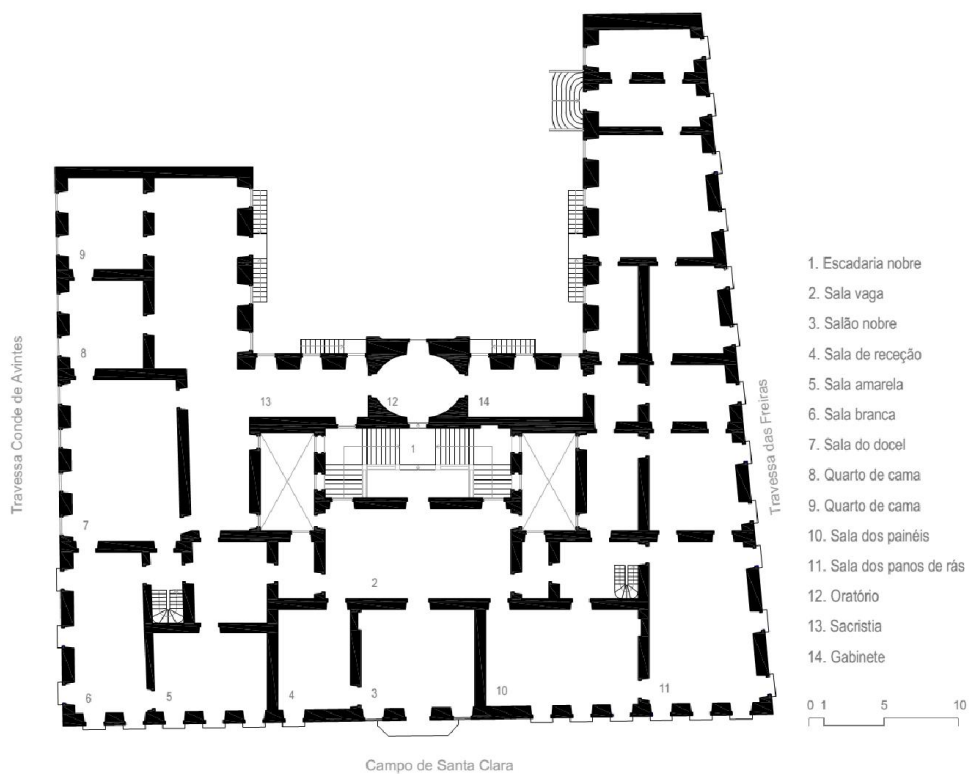 9
8
Travessa Conde de Avintes
Travessa das Freiras
13
12
14
1
7
2
6
5
4
3
10
11
Campo de Santa Clara
1. Escadaria nobre
2. Sala vaga
3. Salão nobre
4. Sala de receção
5. Sala amarela
6. Sala branca
7. Sala do docel
8. Quarto de cama
9. Quarto de cama
10. Sala dos painéis
11. Sala dos panos de rás
12. Oratório
13. Sacristia
14. Gabinete
0 1 5 10